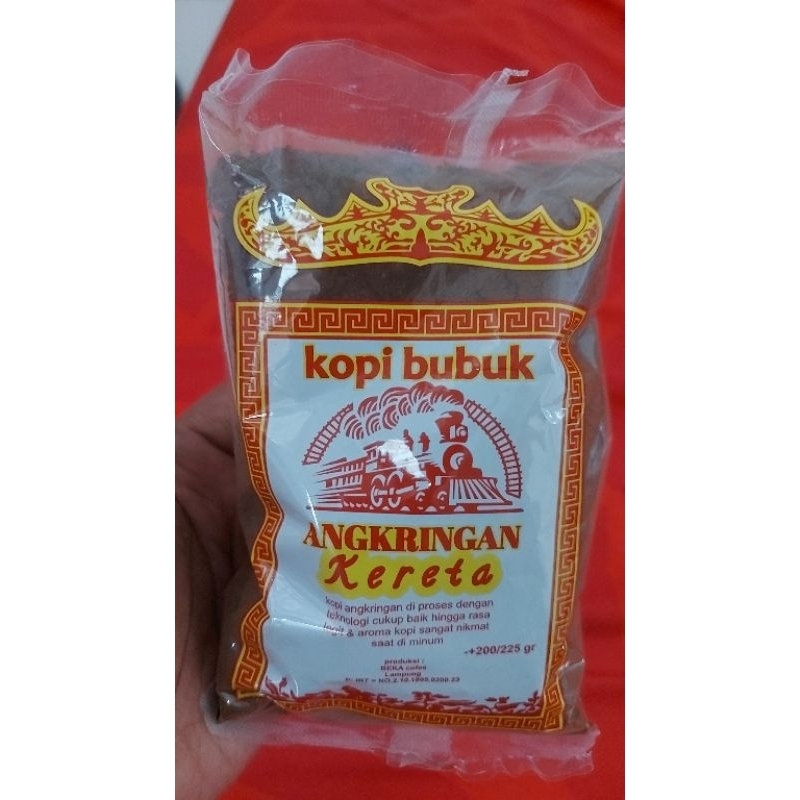 kopi bubuk
ANGKRINGAN
Kereta
kopi angkringan di proses dengan
teknologi cukup baik hingga rasa
legit & aroma kopi sangat nikmat
saat di minum
-+200/225 gr
produksi :
BEKA cofee
Lampung